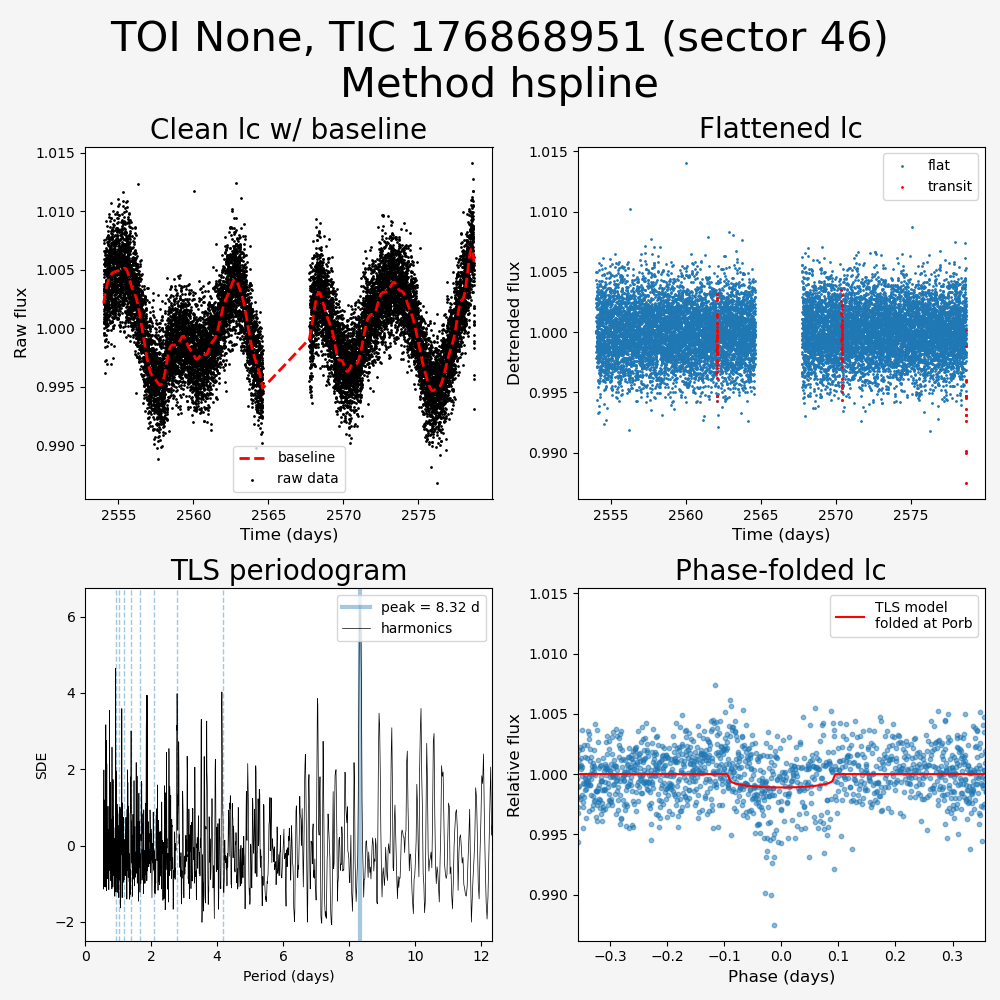 TOI None, TIC 176868951 (sector 46)
Method hspline
Clean lc w/ baseline
1.015
1.010
1.005
1.000
0.995
0.990
Raw flux
baseline
raw data
2555
2560
2565
2570
2575
Time (days)
Flattened lc
1.015
1.010
1.005
1.000
0.995
0.990
Detrended flux
flat
transit
2555
2560
2565
2570
2575
Time (days)
TLS periodogram
6
4
2
0
−2
SDE
peak = 8.32 d
harmonics
0
2
4
6
8
10
12
Period (days)
Phase-folded lc
1.015
1.010
1.005
1.000
0.995
0.990
Relative flux
TLS model
folded at Porb
−0.3
−0.2
−0.1
0.0
0.1
0.2
0.3
Phase (days)